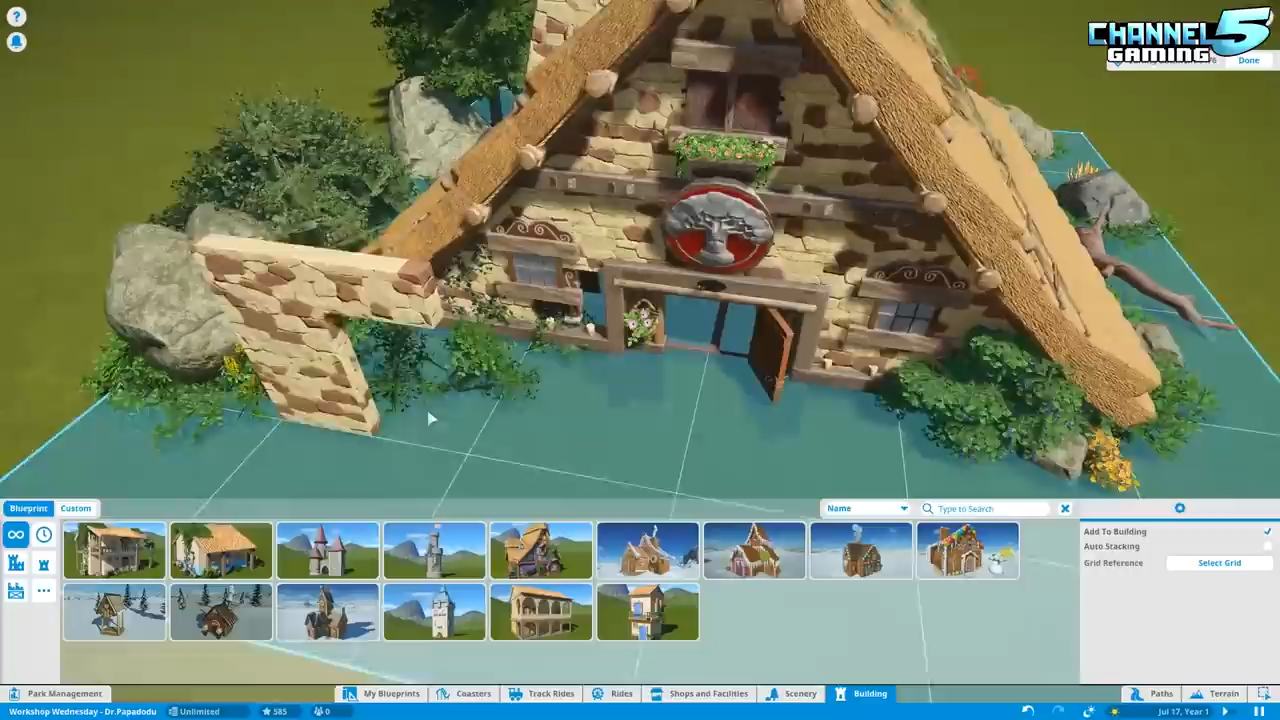 ?
CHANNEL 5
GAMING
Done
Blueprint
Custom
Name
Type to Search
Add To Building
Auto Stacking
Grid Reference
Select Grid
Park Management
My Blueprints
Coasters
Track Rides
Rides
Shops and Facilities
Scenery
Building
Paths
Terrain
Workshop Wednesday - Dr.Papadodu
Unlimited
585
0
Jul 17, Year 1